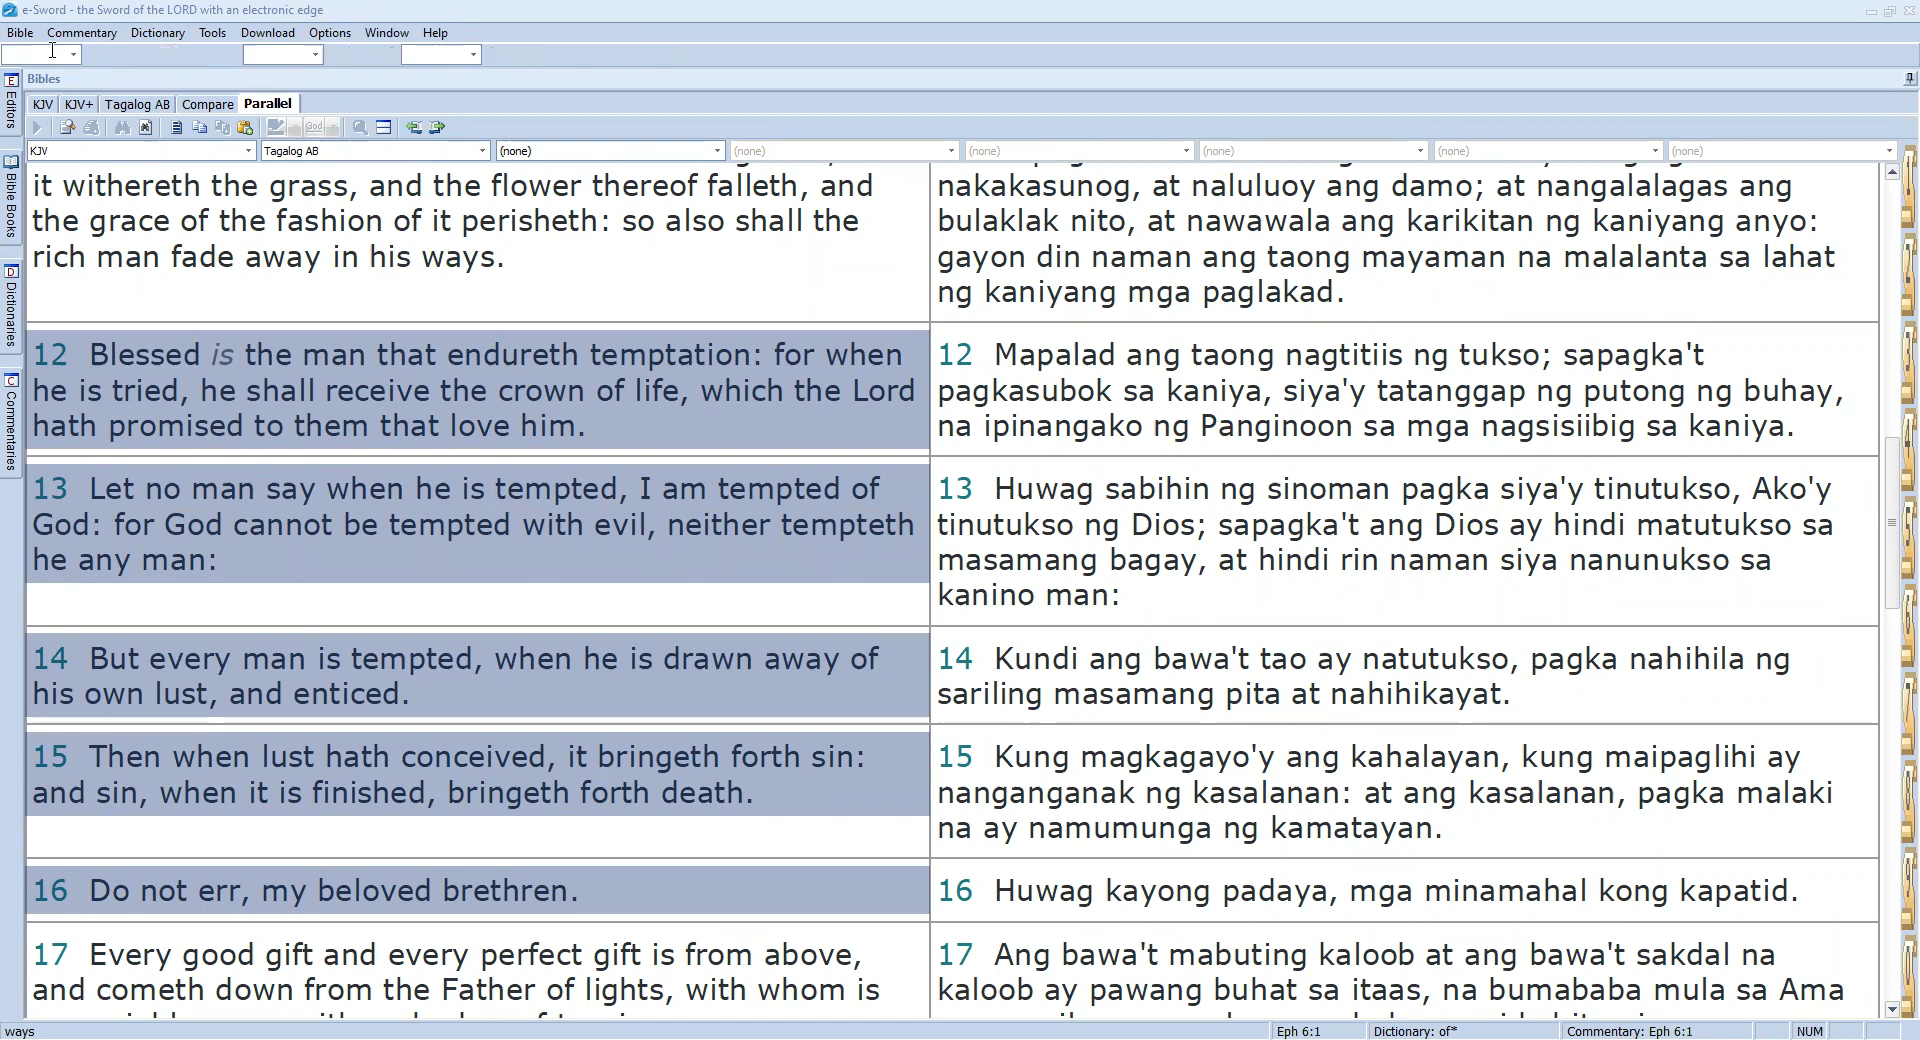 e-Sword - the Sword of the LORD with an electronic edge
Bible Commentary Dictionary Tools Download Options Window Help
Bibles
Editors
Bible Books
Dictionaries
Commentaries
KJV KJV+ Tagalog AB Compare Parallel
KJV Tagalog AB (none) (none) (none) (none) (none) (none)
it withereth the grass, and the flower thereof falleth, and
the grace of the fashion of it perisheth: so also shall the
rich man fade away in his ways.
12 Blessed is the man that endureth temptation: for when
he is tried, he shall receive the crown of life, which the Lord
hath promised to them that love him.
13 Let no man say when he is tempted, I am tempted of
God: for God cannot be tempted with evil, neither tempteth
he any man:
14 But every man is tempted, when he is drawn away of
his own lust, and enticed.
15 Then when lust hath conceived, it bringeth forth sin:
and sin, when it is finished, bringeth forth death.
16 Do not err, my beloved brethren.
17 Every good gift and every perfect gift is from above,
and cometh down from the Father of lights, with whom is
nakakasunog, at naluluoy ang damo; at nangalalagas ang
bulaklak nito, at nawawala ang karikitan ng kaniyang anyo:
gayon din naman ang taong mayaman na malalanta sa lahat
ng kaniyang mga paglakad.
12 Mapalad ang taong nagtitiis ng tukso; sapagka't
pagkasubok sa kaniya, siya'y tatanggap ng putong ng buhay,
na ipinangako ng Panginoon sa mga nagsisiibig sa kaniya.
13 Huwag sabihin ng sinoman pagka siya'y tinutukso, Ako'y
tinutukso ng Dios; sapagka't ang Dios ay hindi matutukso sa
masamang bagay, at hindi rin naman siya nanunukso sa
kanino man:
14 Kundi ang bawa't tao ay natutukso, pagka nahihila ng
sariling masamang pita at nahihikayat.
15 Kung magkagayo'y ang kahalayan, kung maipaglihi ay
nanganganak ng kasalanan: at ang kasalanan, pagka malaki
na ay namumunga ng kamatayan.
16 Huwag kayong padaya, mga minamahal kong kapatid.
17 Ang bawa't mabuting kaloob at ang bawa't sakdal na
kaloob ay pawang buhat sa itaas, na bumababa mula sa Ama
ways Eph 6:1 Dictionary: of* Commentary: Eph 6:1 NUM